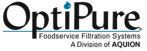 OptiPure®
Foodservice Filtration Systems
A Division of AQUION